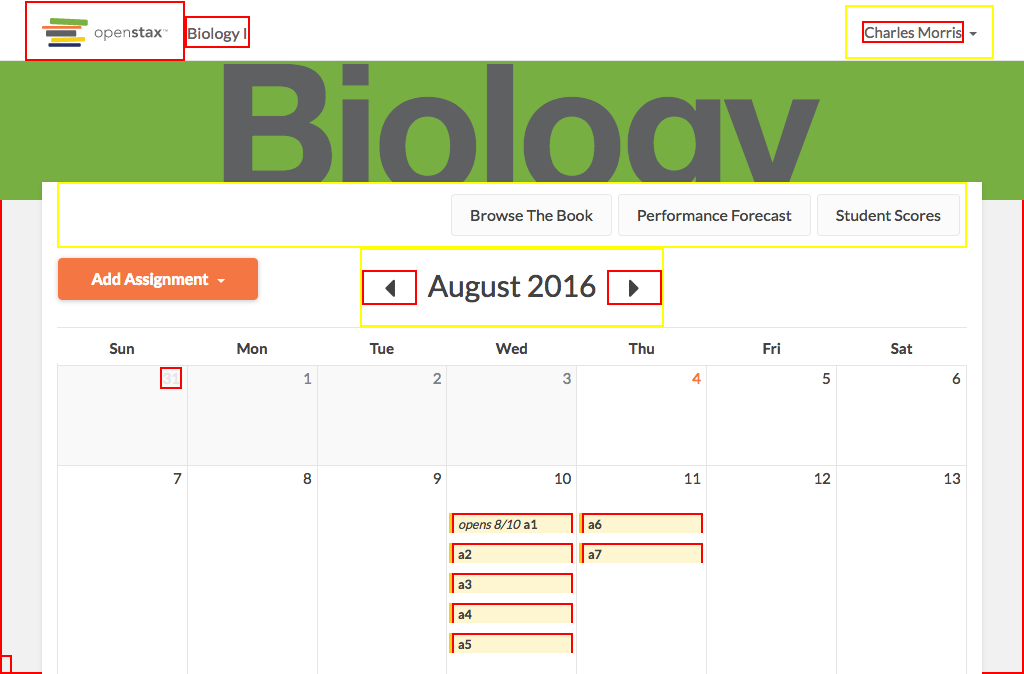 openstax™ Biology I Charles Morris
Biology
Browse The Book Performance Forecast Student Scores
Add Assignment August 2016
Sun Mon Tue Wed Thu Fri Sat
31 1 2 3 4 5 6
7 8 9 10 11 12 13
opens 8/10 a1 a6
a2 a7
a3
a4
a5